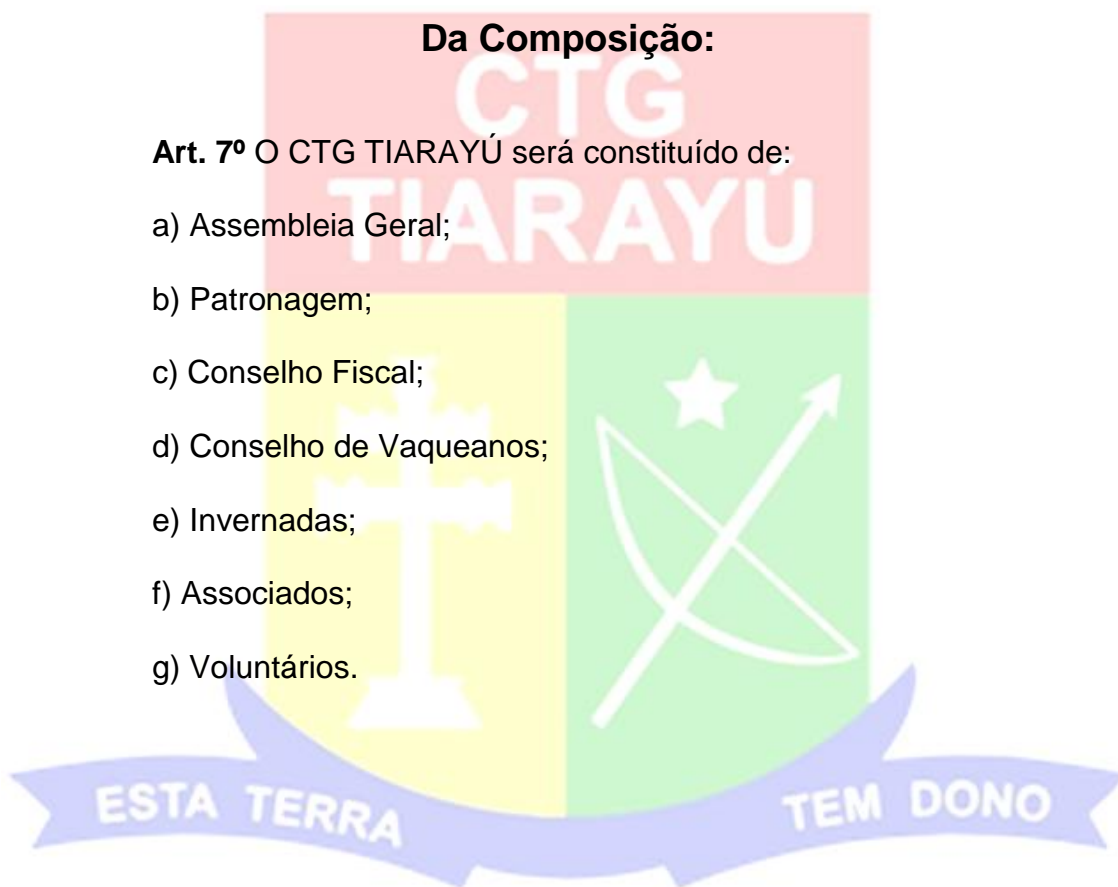 Da Composição:
CTG
TIARAYÚ
Art. 7º O CTG TIARAYÚ será constituído de:
a) Assembleia Geral;
b) Patronagem;
c) Conselho Fiscal;
d) Conselho de Vaqueanos;
e) Invernadas;
f) Associados;
g) Voluntários.
ESTA TERRA TEM DONO